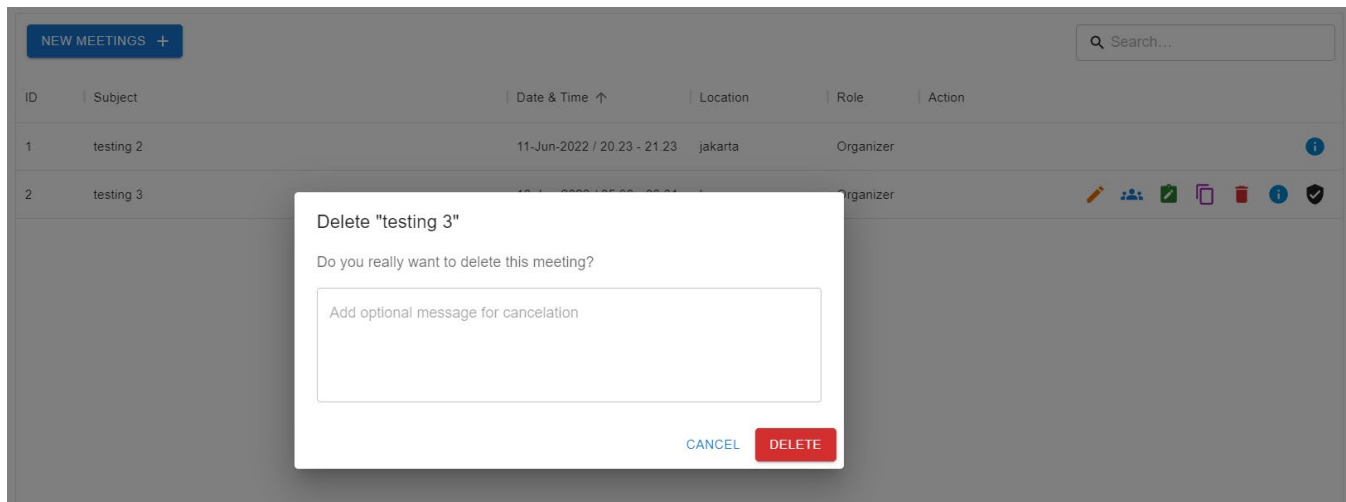 NEW MEETINGS +
Search...
ID Subject Date & Time ↑ Location Role Action
1 testing 2 11-Jun-2022 / 20.23 - 21.23 jakarta Organizer
2 testing 3 Organizer
Delete "testing 3"
Do you really want to delete this meeting?
Add optional message for cancelation
CANCEL DELETE